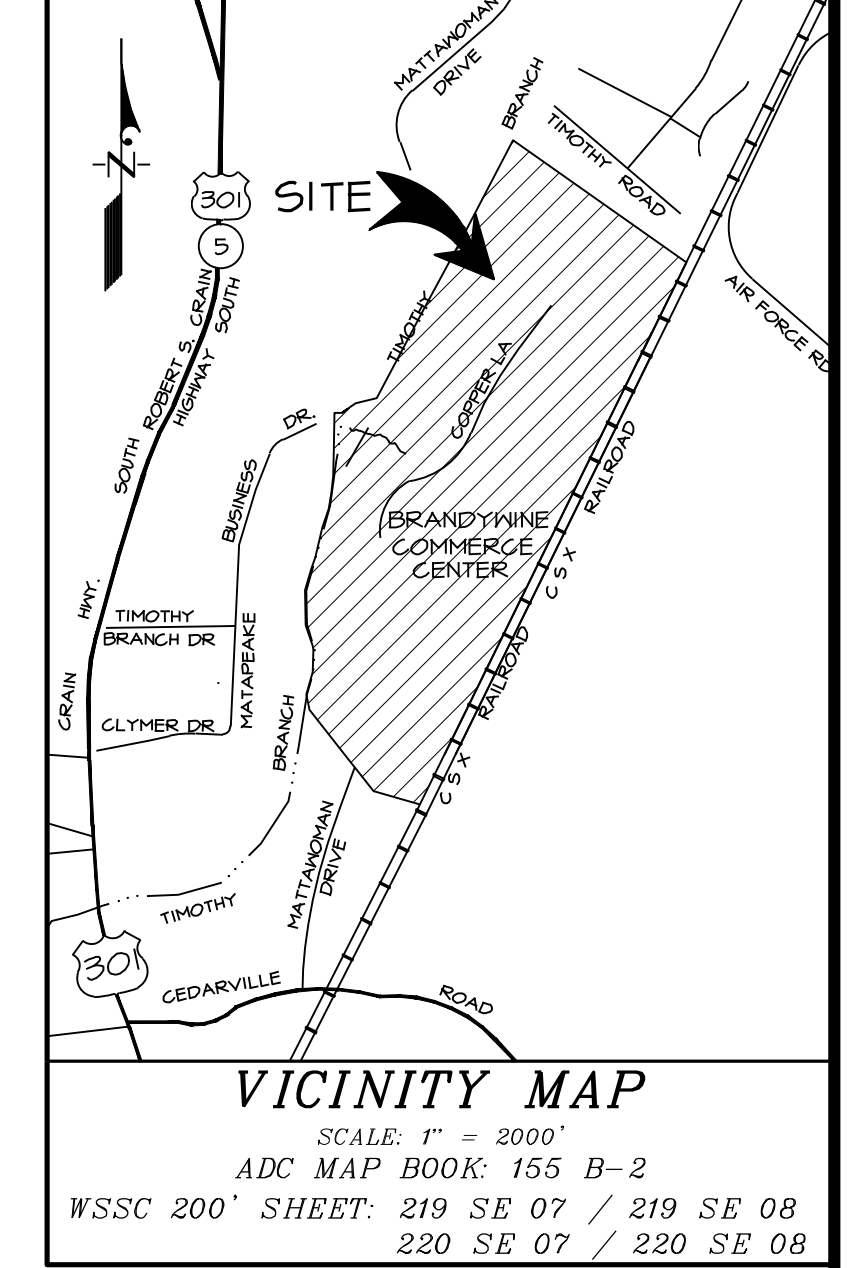 MATTAWOMAN
DRIVE
BRANCH
TIMOTHY ROAD
N
301
SITE
5
AIR FORCE RD
SOUTH ROBERT S. CRAIN
HIGHWAY SOUTH
TIMOTHY
COPPER LA
DR.
BUSINESS
RAILROAD
BRANDYWINE
COMMERCE
CENTER
C S X
HWY.
TIMOTHY
BRANCH DR
MATAPEAKE
RAILROAD
CRAIN
CLYMER DR
BRANCH
C S X
MATTAWOMAN
DRIVE
TIMOTHY
301
CEDARVILLE
ROAD
VICINITY MAP
SCALE: 1" = 2000'
ADC MAP BOOK: 155 B-2
WSSC 200' SHEET: 219 SE 07 / 219 SE 08
220 SE 07 / 220 SE 08